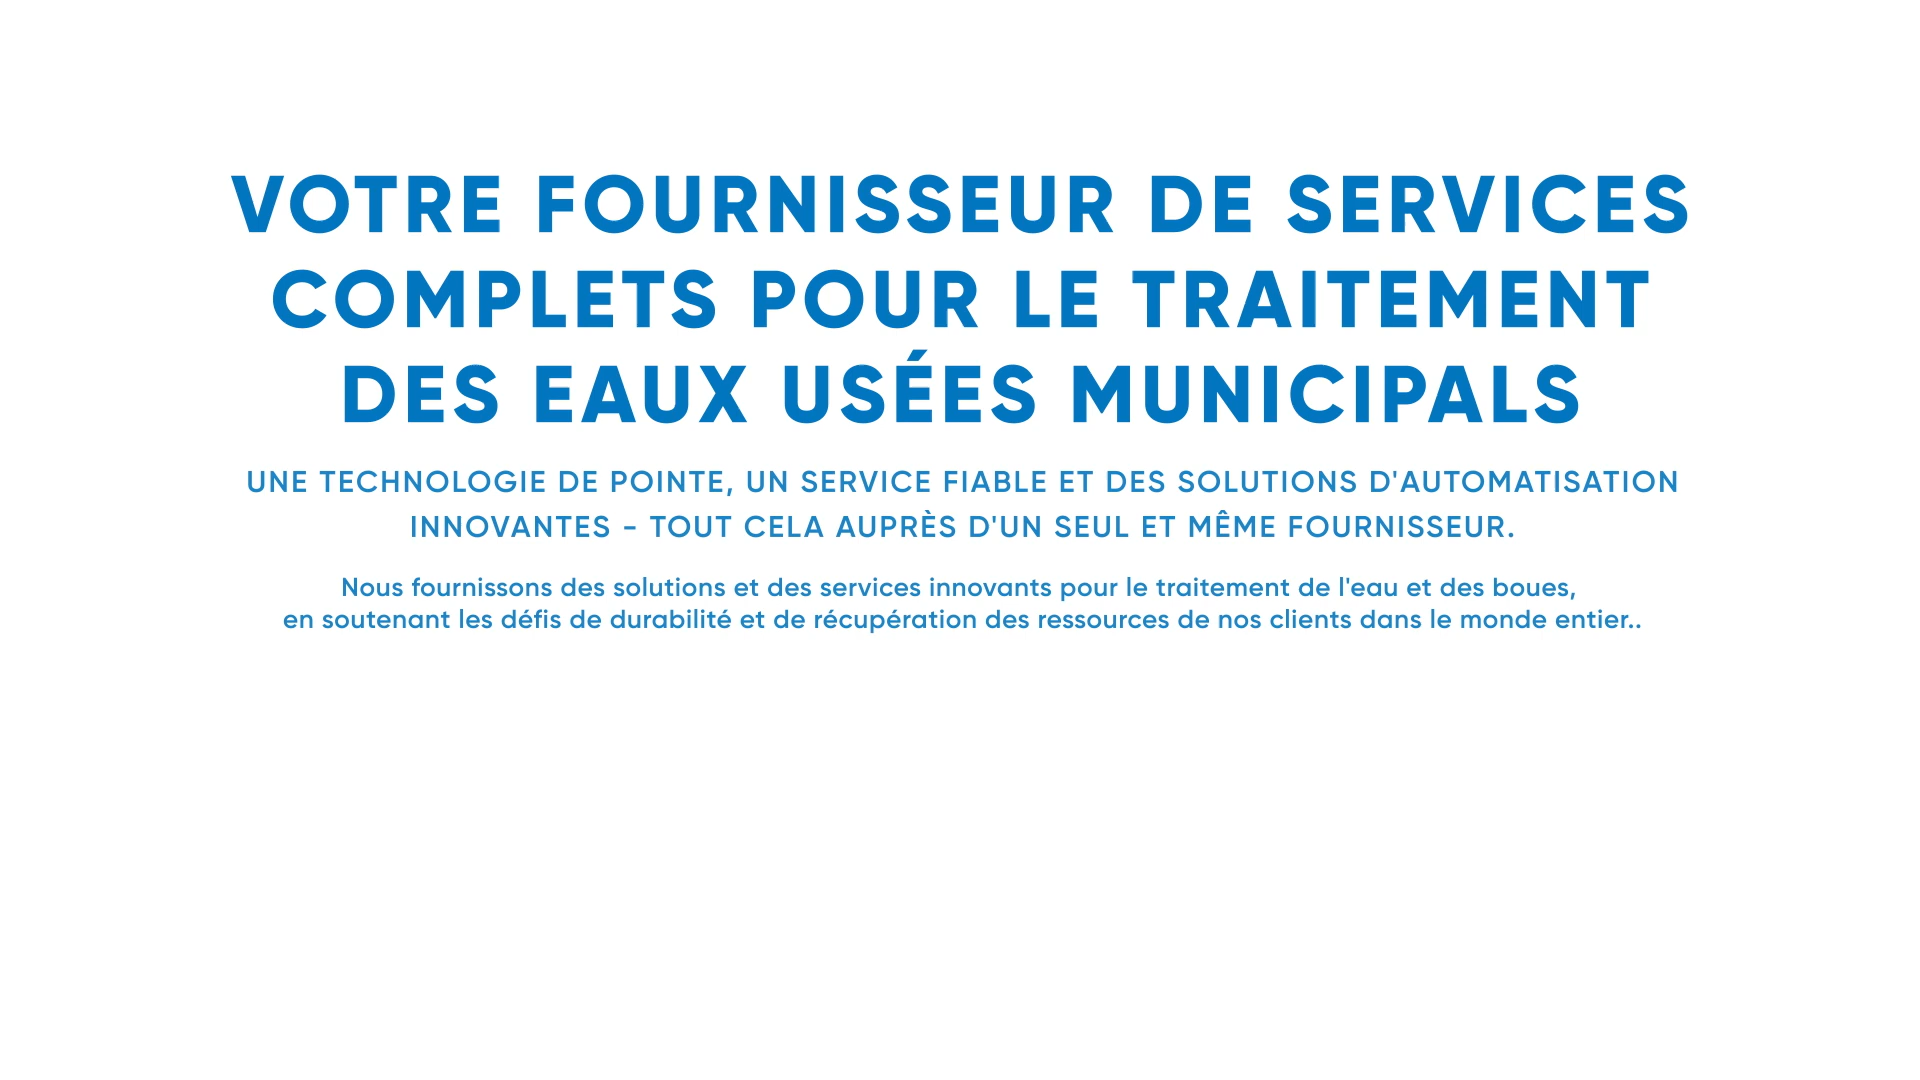 VOTRE FOURNISSEUR DE SERVICES
COMPLETS POUR LE TRAITEMENT
DES EAUX USÉES MUNICIPALS
UNE TECHNOLOGIE DE POINTE, UN SERVICE FIABLE ET DES SOLUTIONS D'AUTOMATISATION
INNOVANTES - TOUT CELA AUPRÈS D'UN SEUL ET MÊME FOURNISSEUR.
Nous fournissons des solutions et des services innovants pour le traitement de l'eau et des boues,
en soutenant les défis de durabilité et de récupération des ressources de nos clients dans le monde entier..